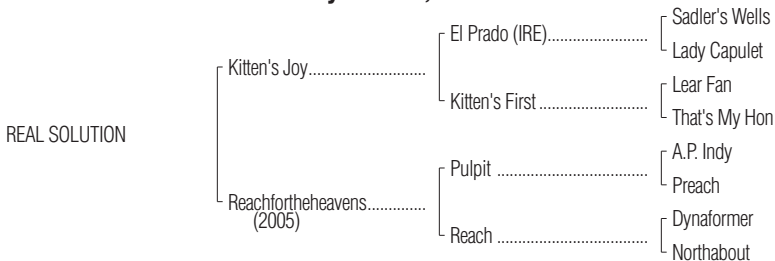 Sadler's Wells
El Prado (IRE)
Lady Capulet
Kitten's Joy
Lear Fan
Kitten's First
That's My Hon
REAL SOLUTION
A.P. Indy
Pulpit
Preach
Reachfortheheavens
(2005)
Dynaformer
Reach
Northabout